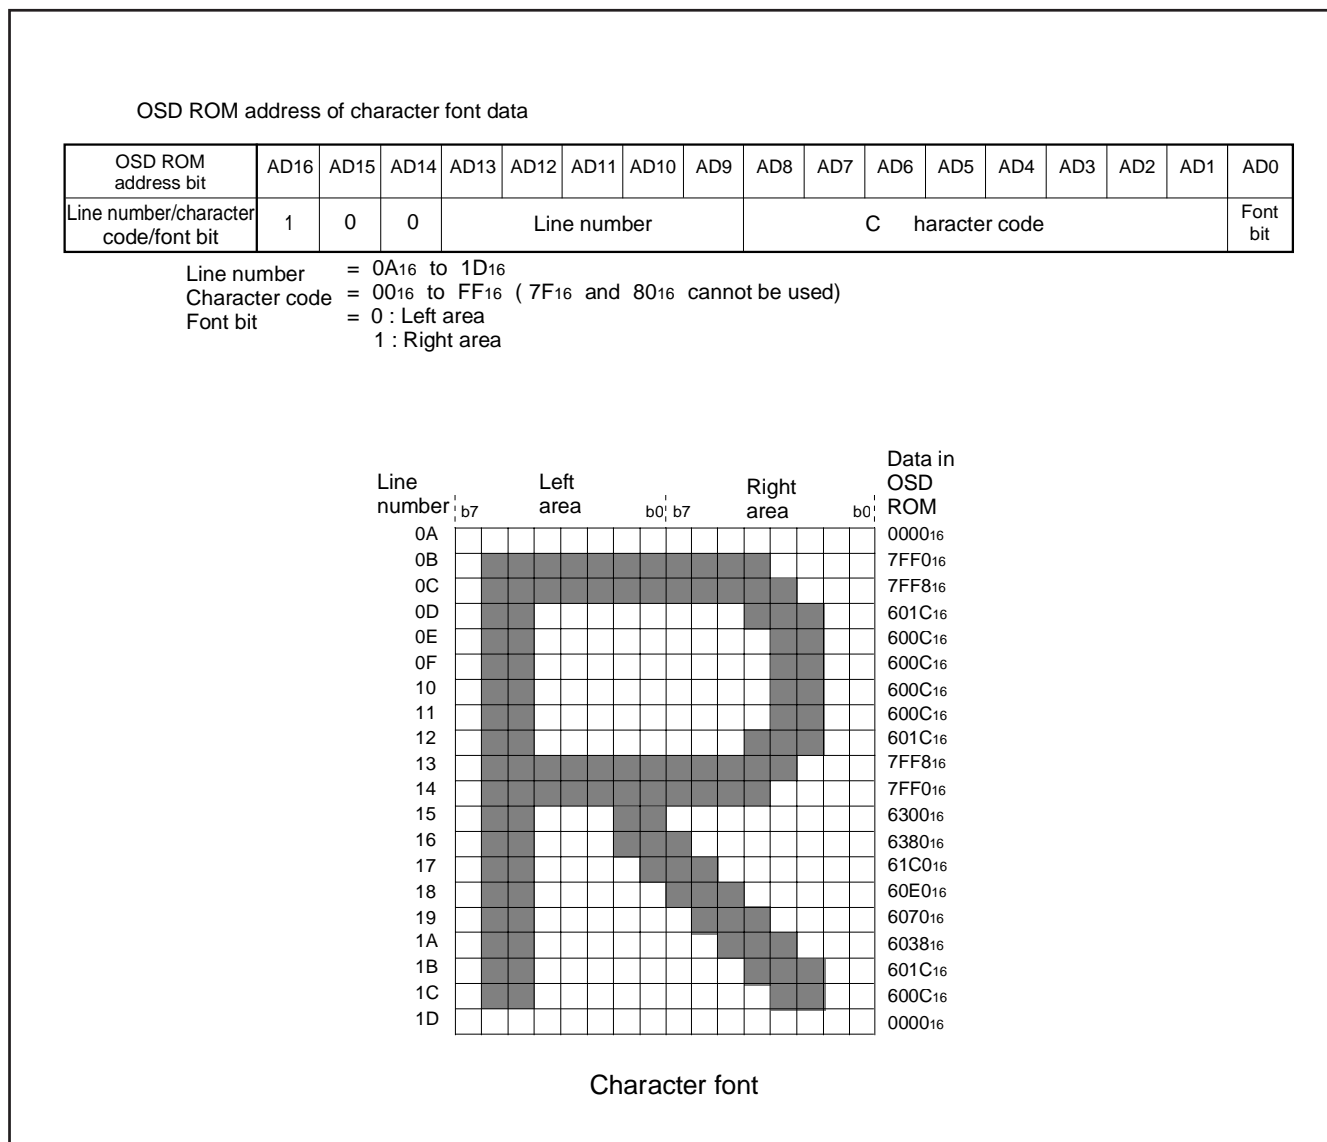 OSD ROM address of character font data
OSD ROM address bit AD16 AD15 AD14 AD13 AD12 AD11 AD10 AD9 AD8 AD7 AD6 AD5 AD4 AD3 AD2 AD1 AD0
Line number/character code/font bit 1 0 0 Line number C haracter code Font bit
Line number = 0A16 to 1D16
Character code = 0016 to FF16 ( 7F16 and 8016 cannot be used)
Font bit = 0 : Left area
1 : Right area
Line number b7 Left area b0 b7 Right area b0 Data in OSD ROM
0A 000016
0B 7FF016
0C 7FF816
0D 601C16
0E 600C16
0F 600C16
10 600C16
11 600C16
12 601C16
13 7FF816
14 7FF016
15 630016
16 638016
17 61C016
18 60E016
19 607016
1A 603816
1B 601C16
1C 600C16
1D 000016
Character font